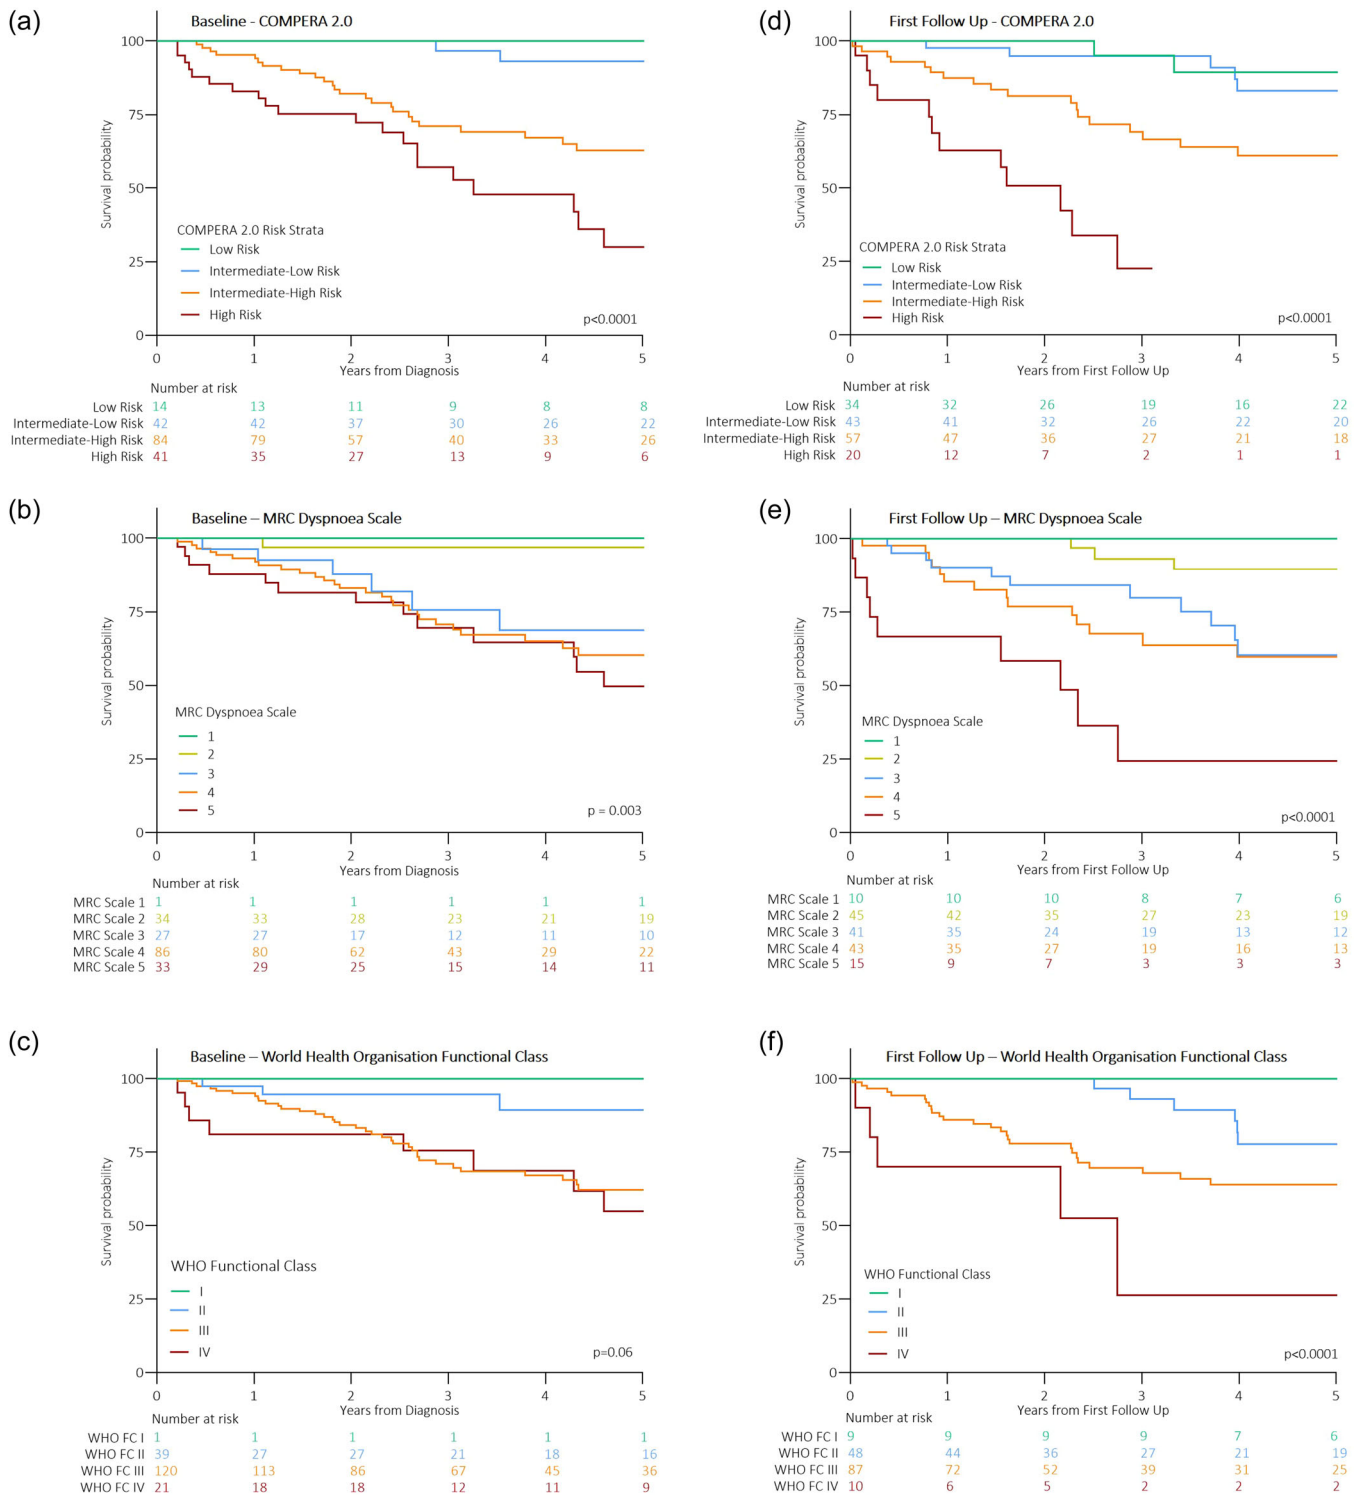 (a)
Baseline - COMPERA 2.0
100
75
50
25
0
Survival probability
COMPERA 2.0 Risk Strata
Low Risk
Intermediate-Low Risk
Intermediate-High Risk
High Risk
p<0.0001
0 1 2 3 4 5
Years from Diagnosis
Number at risk
Low Risk 14 13 11 9 8 8
Intermediate-Low Risk 42 42 37 30 26 22
Intermediate-High Risk 84 79 57 40 33 26
High Risk 41 35 27 13 9 6
(d)
First Follow Up - COMPERA 2.0
100
75
50
25
0
Survival probability
COMPERA 2.0 Risk Strata
Low Risk
Intermediate-Low Risk
Intermediate-High Risk
High Risk
p<0.0001
0 1 2 3 4 5
Years from First Follow Up
Number at risk
Low Risk 34 32 26 19 16 22
Intermediate-Low Risk 43 41 32 26 22 20
Intermediate-High Risk 57 47 36 27 21 18
High Risk 20 12 7 2 1 1
(b)
Baseline – MRC Dyspnoea Scale
100
75
50
25
0
Survival probability
MRC Dyspnoea Scale
1
2
3
4
5
p = 0.003
0 1 2 3 4 5
Years from Diagnosis
Number at risk
MRC Scale 1 1 1 1 1 1 1
MRC Scale 2 34 33 28 23 21 19
MRC Scale 3 27 27 17 12 11 10
MRC Scale 4 86 80 62 43 29 22
MRC Scale 5 33 29 25 15 14 11
(e)
First Follow Up – MRC Dyspnoea Scale
100
75
50
25
0
Survival probability
MRC Dyspnoea Scale
1
2
3
4
5
p<0.0001
0 1 2 3 4 5
Years from First Follow Up
Number at risk
MRC Scale 1 10 10 10 8 7 6
MRC Scale 2 45 42 35 27 23 19
MRC Scale 3 41 35 24 19 13 12
MRC Scale 4 43 35 27 19 16 13
MRC Scale 5 15 9 7 3 3 3
(c)
Baseline – World Health Organisation Functional Class
100
75
50
25
0
Survival probability
WHO Functional Class
I
II
III
IV
p=0.06
0 1 2 3 4 5
Years from Diagnosis
Number at risk
WHO FC I 1 1 1 1 1 1
WHO FC II 39 27 27 21 18 16
WHO FC III 120 113 86 67 45 36
WHO FC IV 21 18 18 12 11 9
(f)
First Follow Up – World Health Organisation Functional Class
100
75
50
25
0
Survival probability
WHO Functional Class
I
II
III
IV
p<0.0001
0 1 2 3 4 5
Years from First Follow Up
Number at risk
WHO FC I 9 9 9 9 7 6
WHO FC II 48 44 36 27 21 19
WHO FC III 87 72 52 39 31 25
WHO FC IV 10 6 5 2 2 2